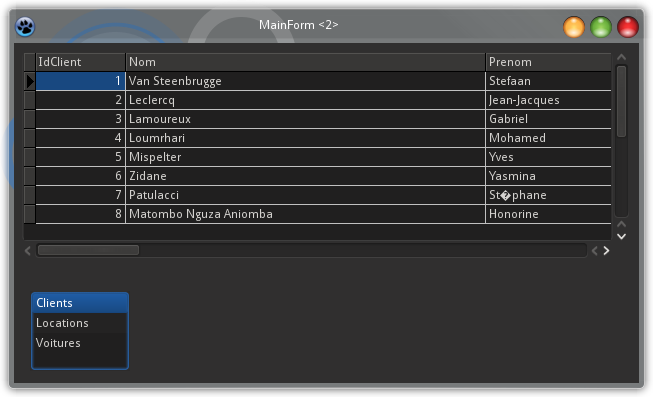 MainForm <2>
IdClient Nom Prenom
1 Van Steenbrugge Stefaan
2 Leclercq Jean-Jacques
3 Lamoureux Gabriel
4 Loumrhari Mohamed
5 Mispelter Yves
6 Zidane Yasmina
7 Patulacci St�phane
8 Matombo Nguza Aniomba Honorine
Clients
Locations
Voitures